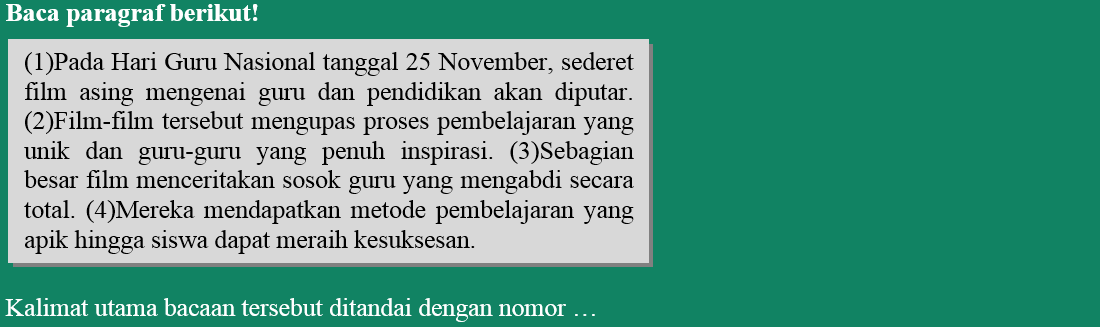 Baca paragraf berikut!
(1)Pada Hari Guru Nasional tanggal 25 November, sederet
film asing mengenai guru dan pendidikan akan diputar.
(2)Film-film tersebut mengupas proses pembelajaran yang
unik dan guru-guru yang penuh inspirasi. (3)Sebagian
besar film menceritakan sosok guru yang mengabdi secara
total. (4)Mereka mendapatkan metode pembelajaran yang
apik hingga siswa dapat meraih kesuksesan.
Kalimat utama bacaan tersebut ditandai dengan nomor …